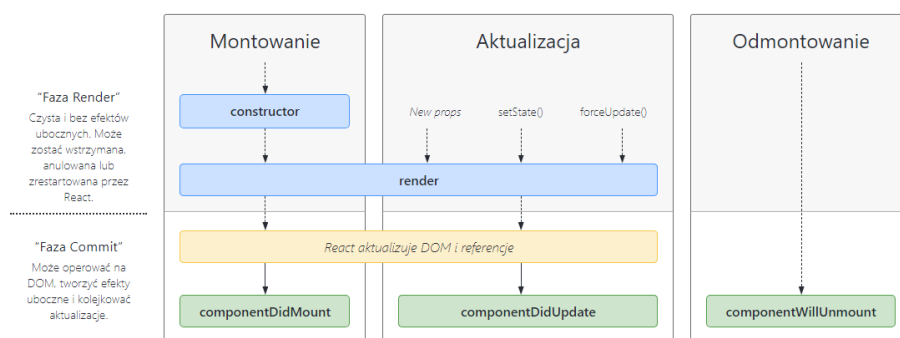 Montowanie
Aktualizacja
Odmontowanie
“Faza Render”
Czysta i bez efektów
ubocznych. Może
zostać wstrzymana,
anulowana lub
zrestartowana przez
React.
constructor
New props
setState()
forceUpdate()
render
“Faza Commit”
Może operować na
DOM, tworzyć efekty
uboczne i kolejkować
aktualizacje.
React aktualizuje DOM i referencje
componentDidMount
componentDidUpdate
componentWillUnmount